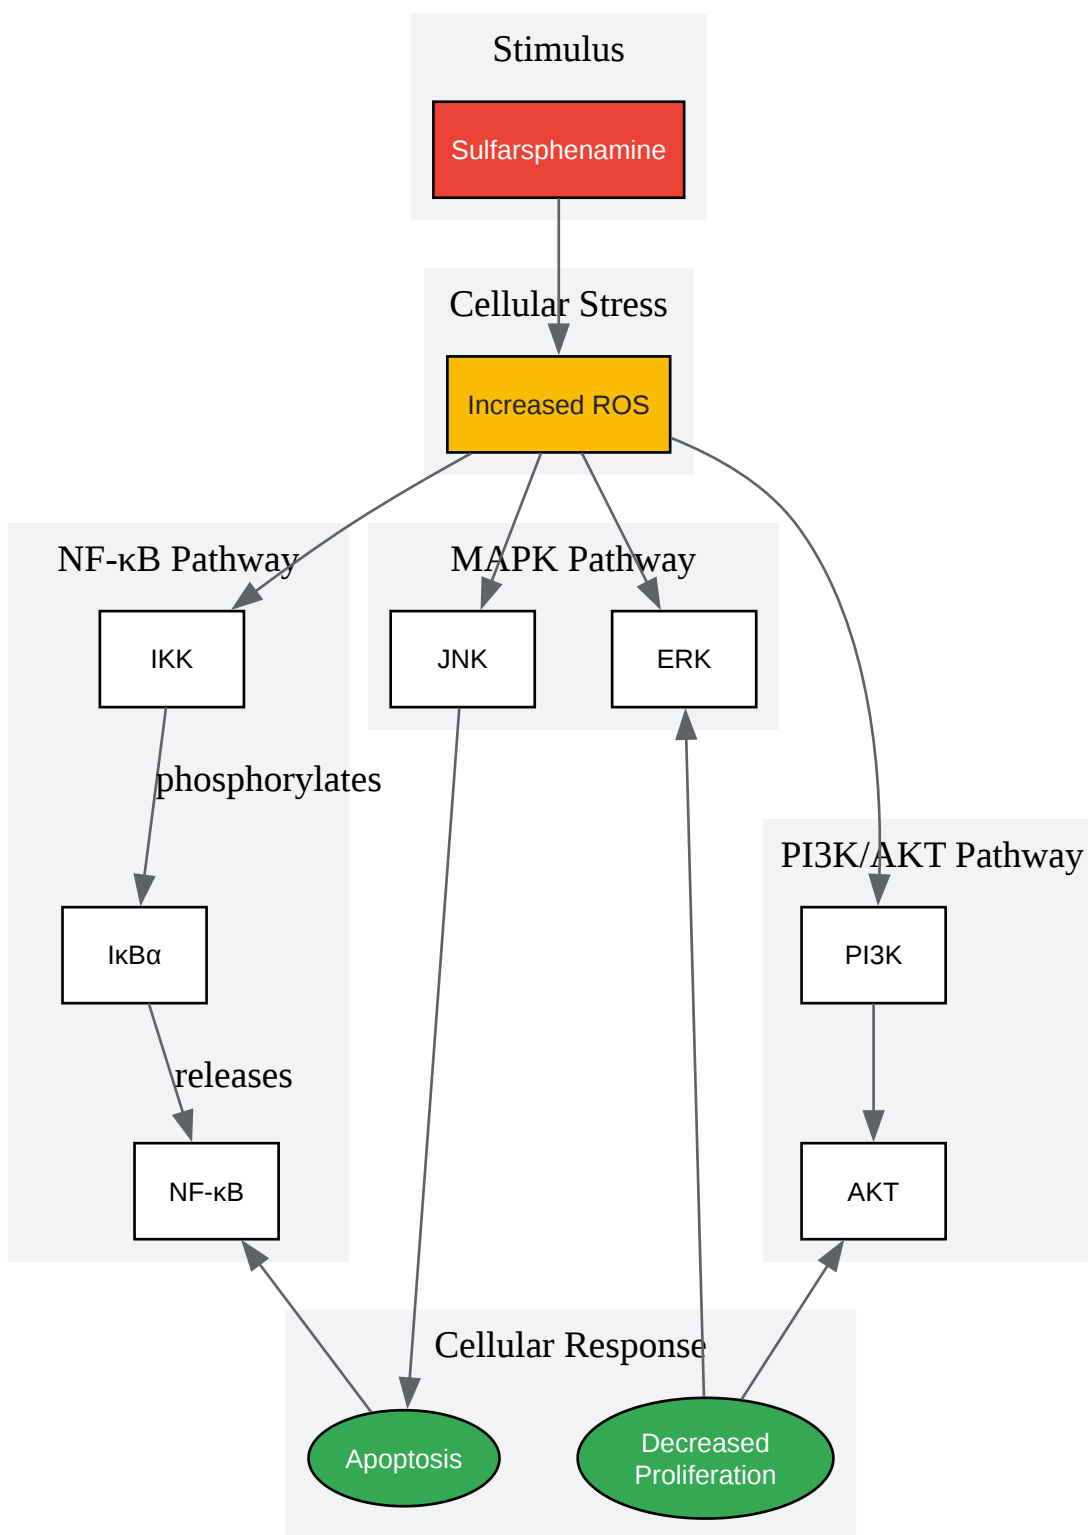 Stimulus
Sulfarsphenamine
Cellular Stress
Increased ROS
NF-κB Pathway
MAPK Pathway
IKK
JNK
ERK
phosphorylates
PI3K/AKT Pathway
IκBα
PI3K
releases
NF-κB
AKT
Cellular Response
Apoptosis
Decreased
Proliferation